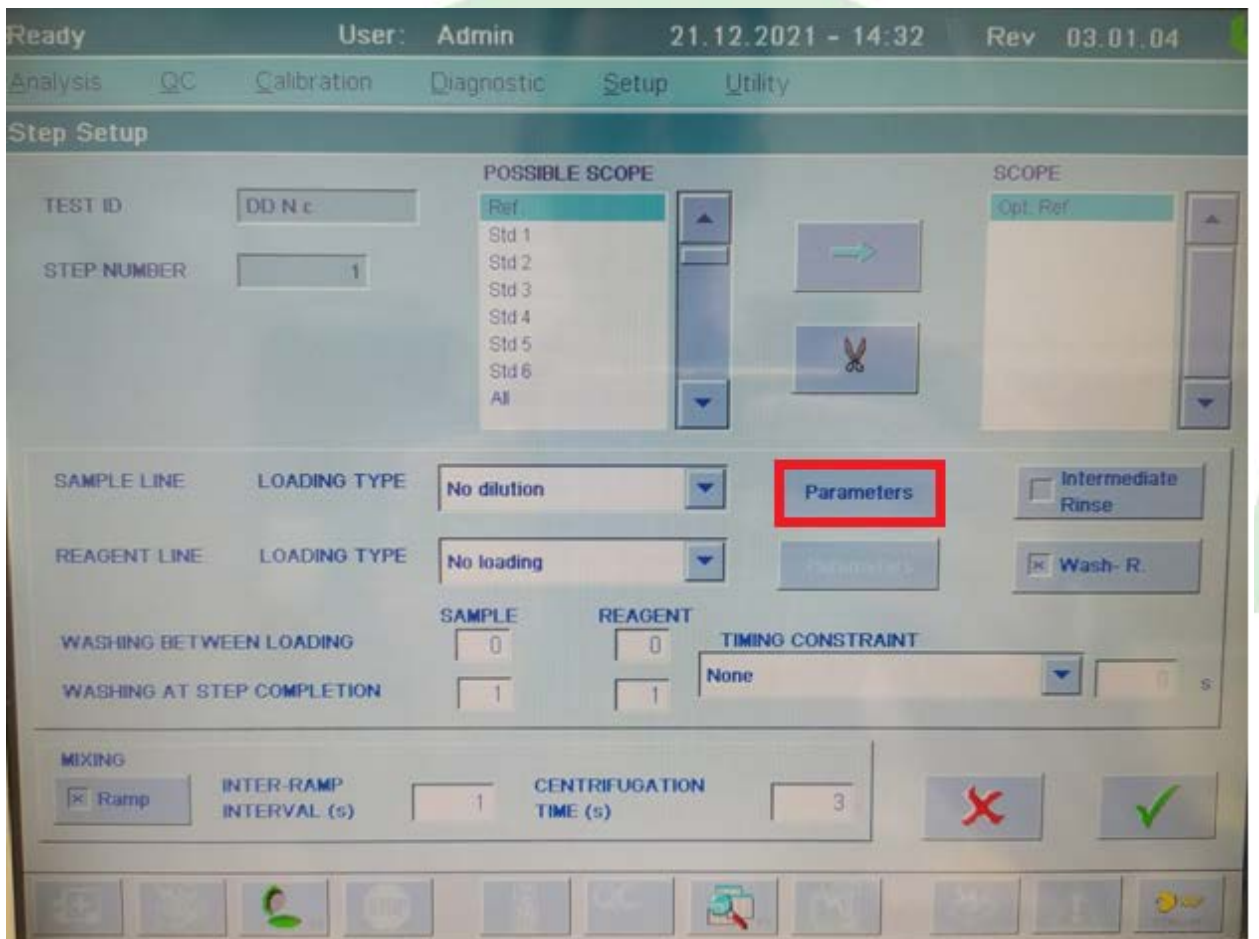 Ready User: Admin 21.12.2021 - 14:32 Rev 03.01.04
Analysis QC Calibration Diagnostic Setup Utility
Step Setup
POSSIBLE SCOPE SCOPE
TEST ID DD N c Ref. Opt. Ref
Std 1
STEP NUMBER 1 Std 2
Std 3
Std 4
Std 5
Std 6
All
SAMPLE LINE LOADING TYPE No dilution Parameters Intermediate
Rinse
REAGENT LINE LOADING TYPE No loading Parameters Wash- R.
SAMPLE REAGENT
WASHING BETWEEN LOADING 0 0 TIMING CONSTRAINT
None 0 s
WASHING AT STEP COMPLETION 1 1
MIXING
Ramp INTER-RAMP
INTERVAL (s) 1 CENTRIFUGATION
TIME (s) 3